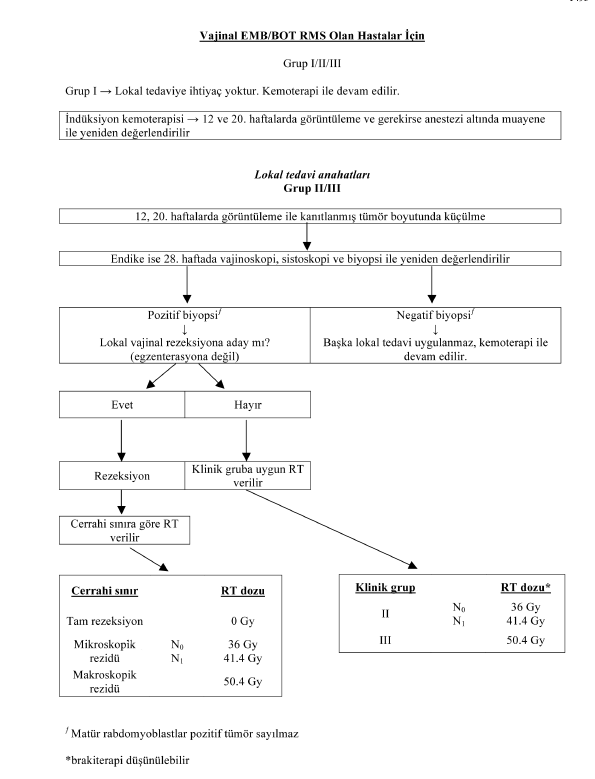 Vajinal EMB/BOT RMS Olan Hastalar İçin
Grup I/II/III
Grup I → Lokal tedaviye ihtiyaç yoktur. Kemoterapi ile devam edilir.
İndüksiyon kemoterapisi → 12 ve 20. haftalarda görüntüleme ve gerekirse anestezi altında muayene
ile yeniden değerlendirilir
Lokal tedavi anahatları
Grup II/III
12, 20. haftalarda görüntüleme ile kanıtlanmış tümör boyutunda küçülme
Endike ise 28. haftada vajinoskopi, sistoskopi ve biyopsi ile yeniden değerlendirilir
Pozitif biyopsi/
↓
Lokal vajinal rezeksiyona aday mı?
(egzenterasyona değil)
Negatif biyopsi/
↓
Başka lokal tedavi uygulanmaz, kemoterapi ile
devam edilir.
Evet
Hayır
Rezeksiyon
Klinik gruba uygun RT
verilir
Cerrahi sınıra göre RT
verilir
Cerrahi sınır RT dozu
Tam rezeksiyon 0 Gy
Mikroskopik N0 36 Gy
rezidü N1 41.4 Gy
Makroskopik
rezidü 50.4 Gy
Klinik grup RT dozu*
II N0 36 Gy
N1 41.4 Gy
III 50.4 Gy
/ Matür rabdomyoblastlar pozitif tümör sayılmaz
*brakiterapi düşünülebilir